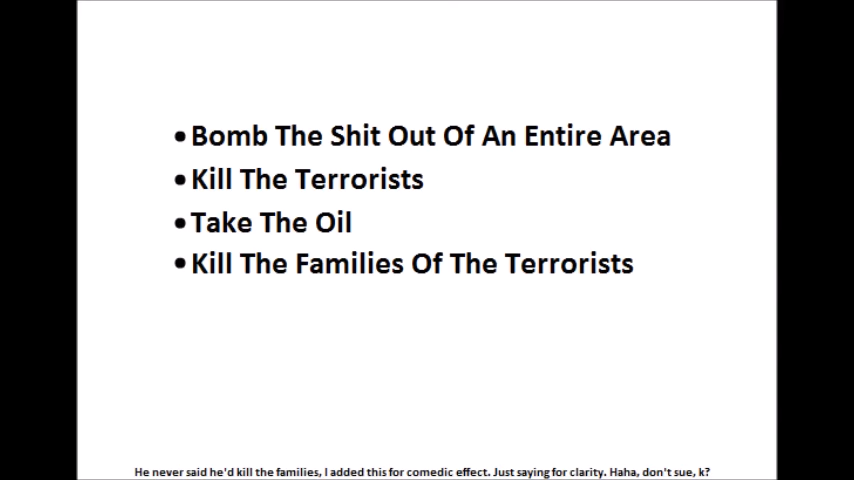 • Bomb The Shit Out Of An Entire Area
• Kill The Terrorists
• Take The Oil
• Kill The Families Of The Terrorists
He never said he'd kill the families, I added this for comedic effect. Just saying for clarity. Haha, don't sue, k?